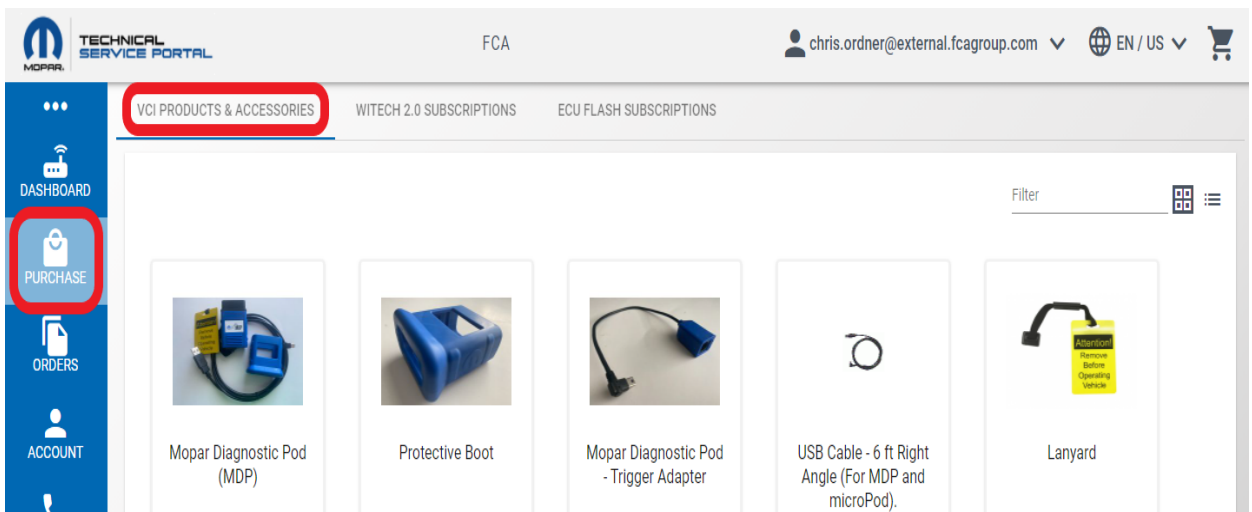 TECHNICAL
SERVICE PORTAL
MOPAR.
FCA
chris.ordner@external.fcagroup.com
EN / US
VCI PRODUCTS & ACCESSORIES
WITECH 2.0 SUBSCRIPTIONS
ECU FLASH SUBSCRIPTIONS
DASHBOARD
PURCHASE
ORDERS
ACCOUNT
Filter
Attention!
Remove
Before
Operating
Vehicle
Mopar Diagnostic Pod
(MDP)
Protective Boot
Mopar Diagnostic Pod
- Trigger Adapter
USB Cable - 6 ft Right
Angle (For MDP and
microPod).
Lanyard